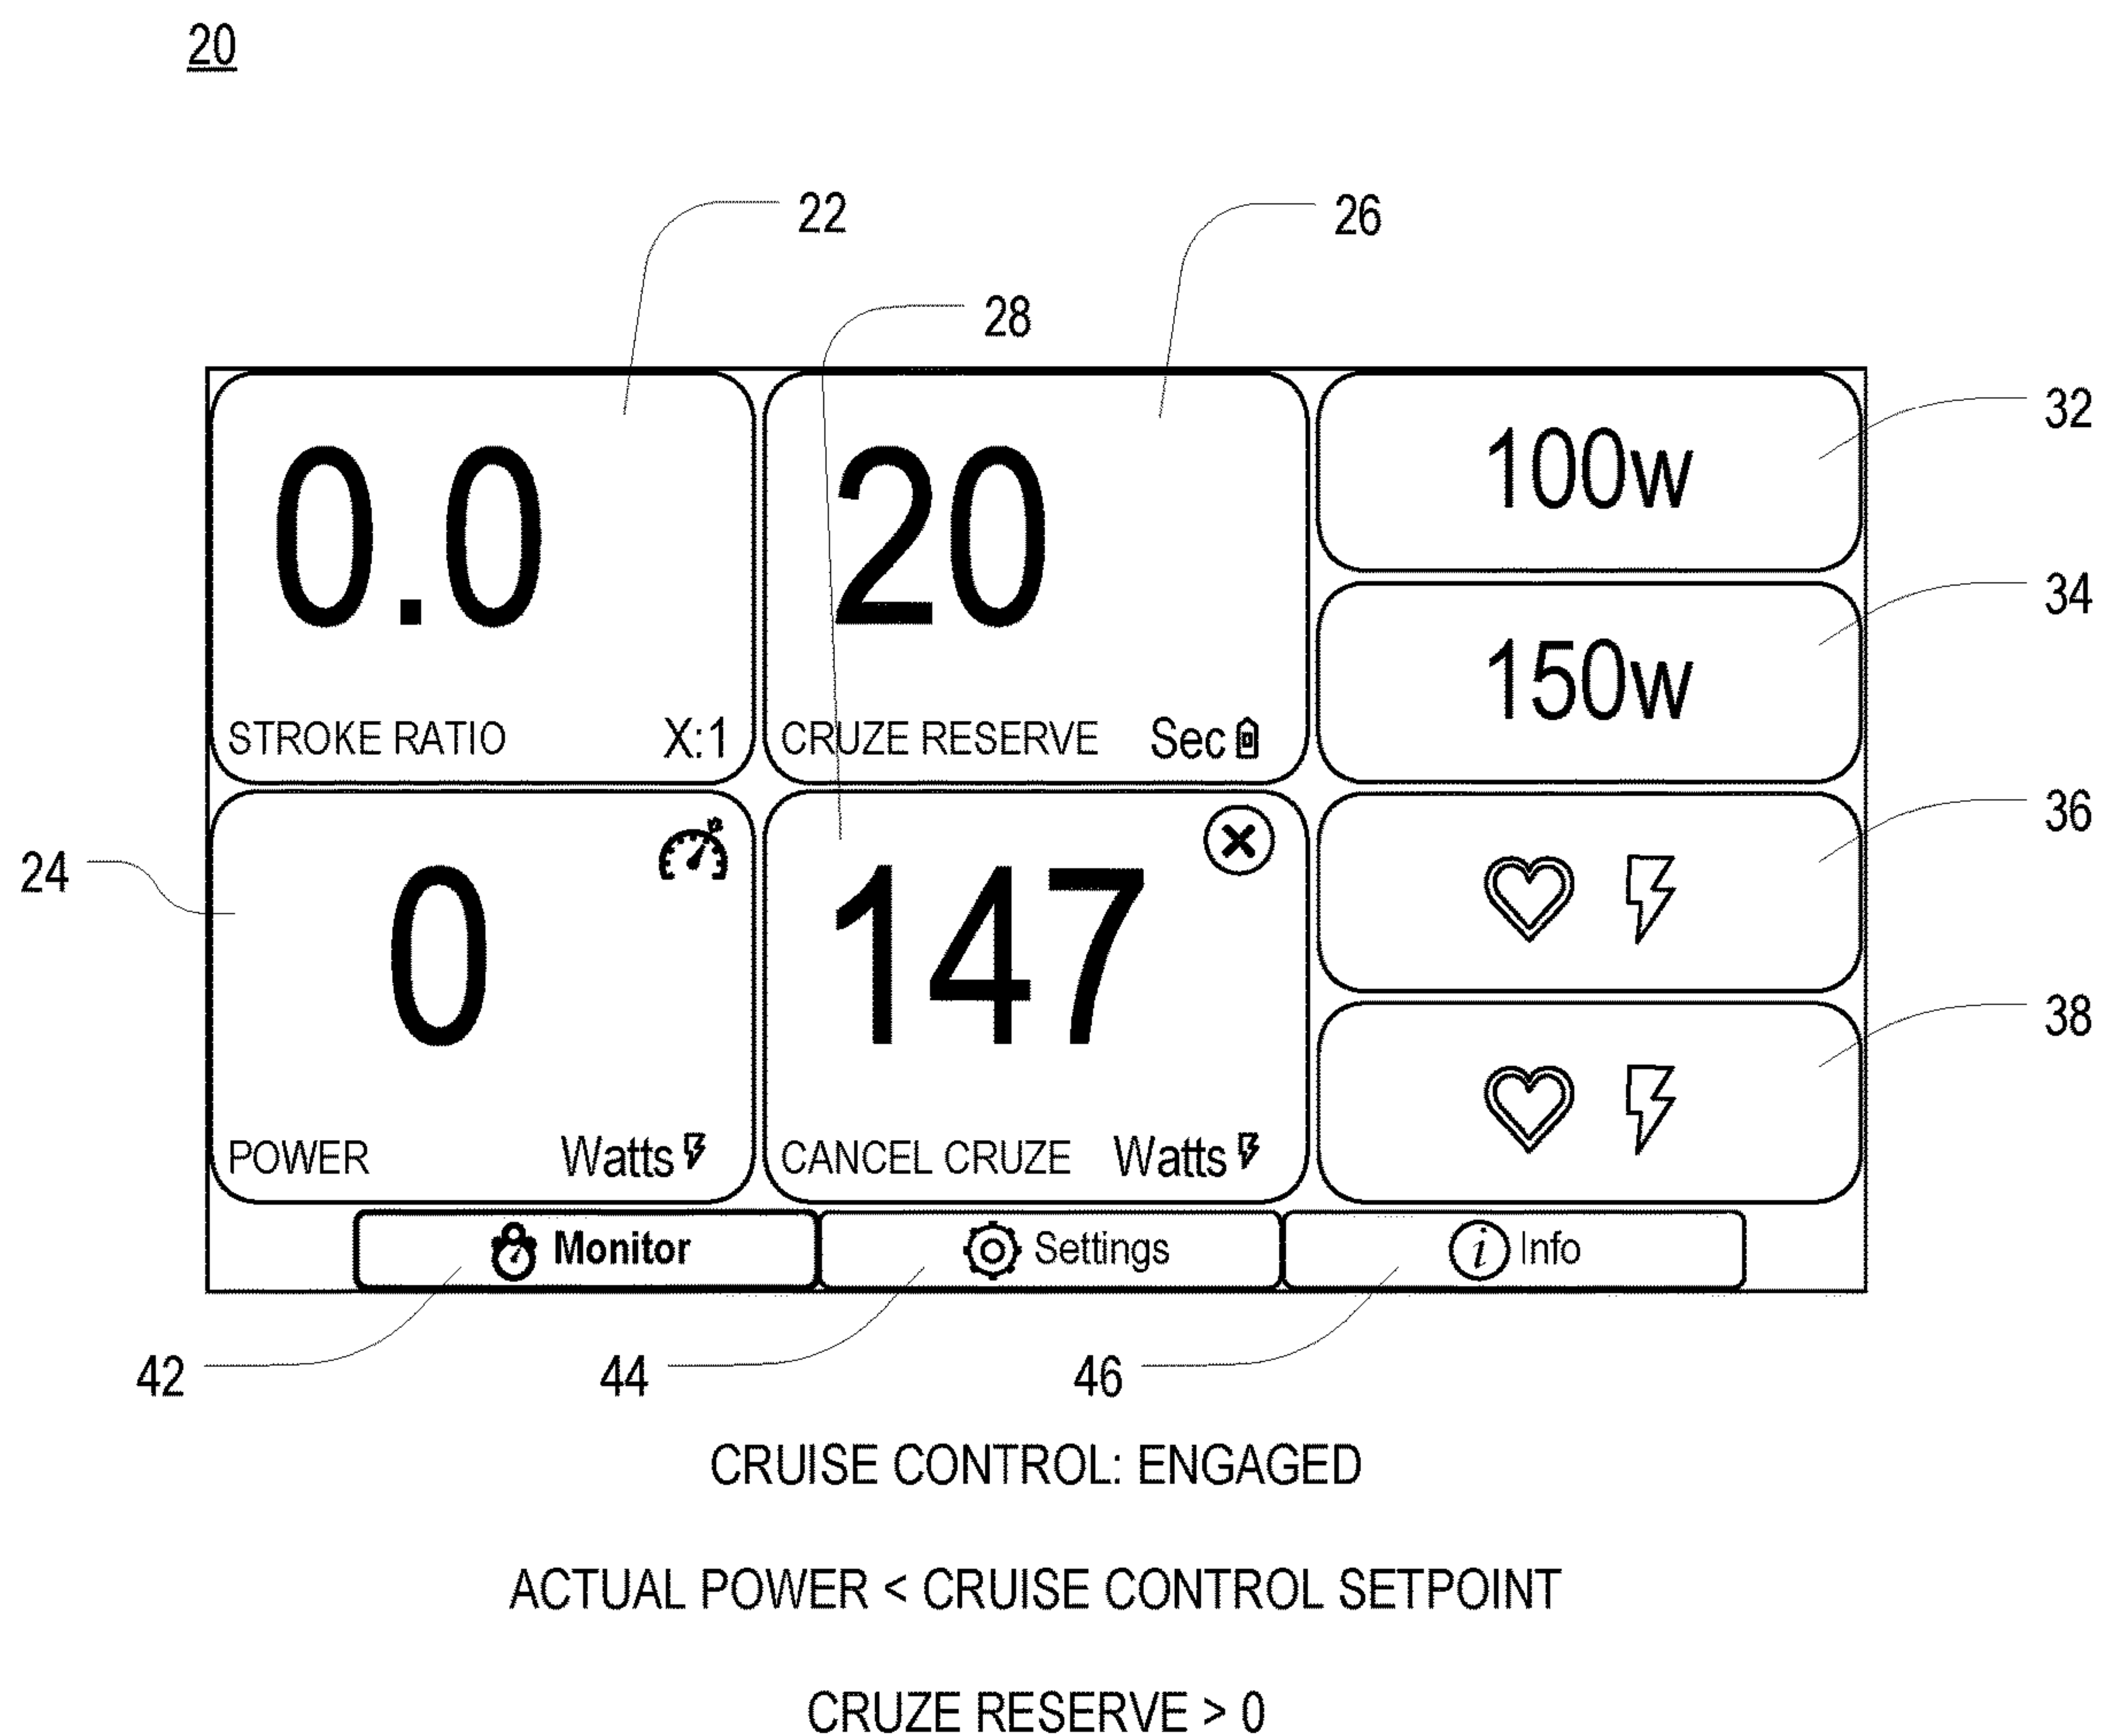 20
22
26
28
32
34
36
38
24
0.0
STROKE RATIO X:1
20
CRUZE RESERVE Sec
100w
150w
0
POWER Watts
147
CANCEL CRUZE Watts
Monitor
Settings
i Info
42
44
46
CRUISE CONTROL: ENGAGED
ACTUAL POWER < CRUISE CONTROL SETPOINT
CRUZE RESERVE > 0